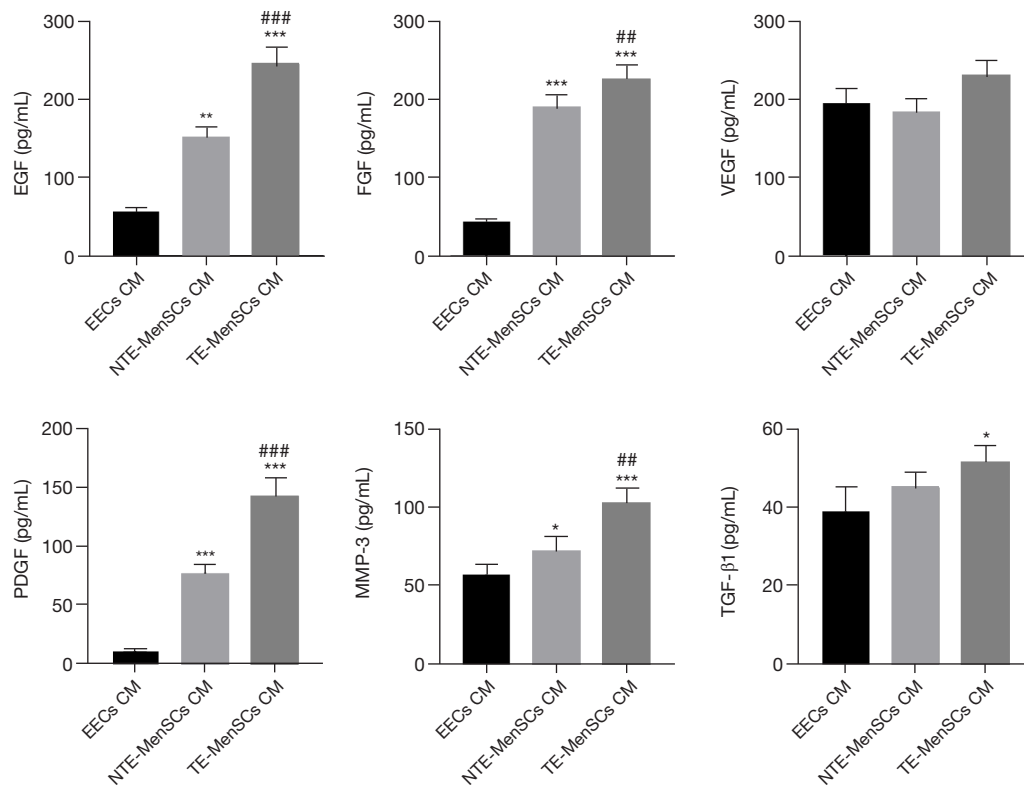 300
200
100
0
EGF (pg/mL)
**
###
***
EECs CM
NTE-MenSCs CM
TE-MenSCs CM
300
200
100
0
FGF (pg/mL)
***
##
***
EECs CM
NTE-MenSCs CM
TE-MenSCs CM
300
200
100
0
VEGF (pg/mL)
EECs CM
NTE-MenSCs CM
TE-MenSCs CM
200
150
100
50
0
PDGF (pg/mL)
***
###
***
EECs CM
NTE-MenSCs CM
TE-MenSCs CM
150
100
50
0
MMP-3 (pg/mL)
*
##
***
EECs CM
NTE-MenSCs CM
TE-MenSCs CM
60
40
20
0
TGF-β1 (pg/mL)
*
EECs CM
NTE-MenSCs CM
TE-MenSCs CM